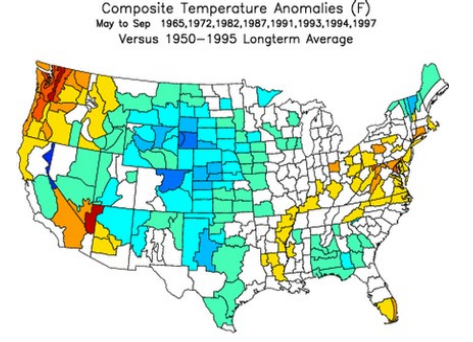 Composite Temperature Anomalies (F)
May to Sep 1965,1972,1982,1987,1991,1993,1994,1997
Versus 1950-1995 Longterm Average